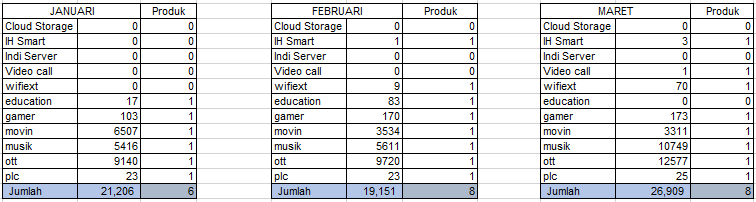 JANUARI Produk FEBRUARI Produk MARET Produk
Cloud Storage 0 0 Cloud Storage 0 0 Cloud Storage 0 0
IH Smart 0 0 IH Smart 1 1 IH Smart 3 1
Indi Server 0 0 Indi Server 0 0 Indi Server 0 0
Video call 0 0 Video call 0 0 Video call 1 1
wifiext 0 0 wifiext 9 1 wifiext 70 1
education 17 1 education 83 1 education 0 0
gamer 103 1 gamer 170 1 gamer 173 1
movin 6507 1 movin 3534 1 movin 3311 1
musik 5416 1 musik 5611 1 musik 10749 1
ott 9140 1 ott 9720 1 ott 12577 1
plc 23 1 plc 23 1 plc 25 1
Jumlah 21,206 6 Jumlah 19,151 8 Jumlah 26,909 8